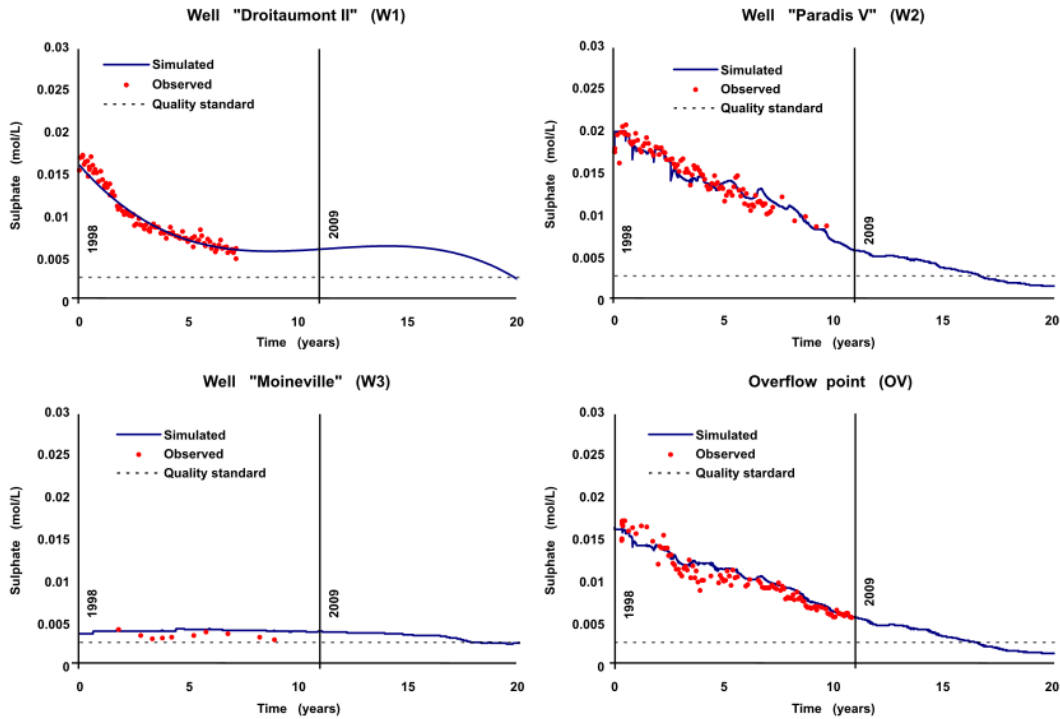 Well "Droitaumont II" (W1)
0.03
0.025
0.02
0.015
0.01
0.005
0
Sulphate (mol/L)
Simulated
Observed
Quality standard
1998
2009
0 5 10 15 20
Time (years)
Well "Paradis V" (W2)
0.03
0.025
0.02
0.015
0.01
0.005
0
Sulphate (mol/L)
Simulated
Observed
Quality standard
1998
2009
0 5 10 15 20
Time (years)
Well "Moineville" (W3)
0.03
0.025
0.02
0.015
0.01
0.005
0
Sulphate (mol/L)
Simulated
Observed
Quality standard
1998
2009
0 5 10 15 20
Time (years)
Overflow point (OV)
0.03
0.025
0.02
0.015
0.01
0.005
0
Sulphate (mol/L)
Simulated
Observed
Quality stardard
1998
2009
0 5 10 15 20
Time (years)